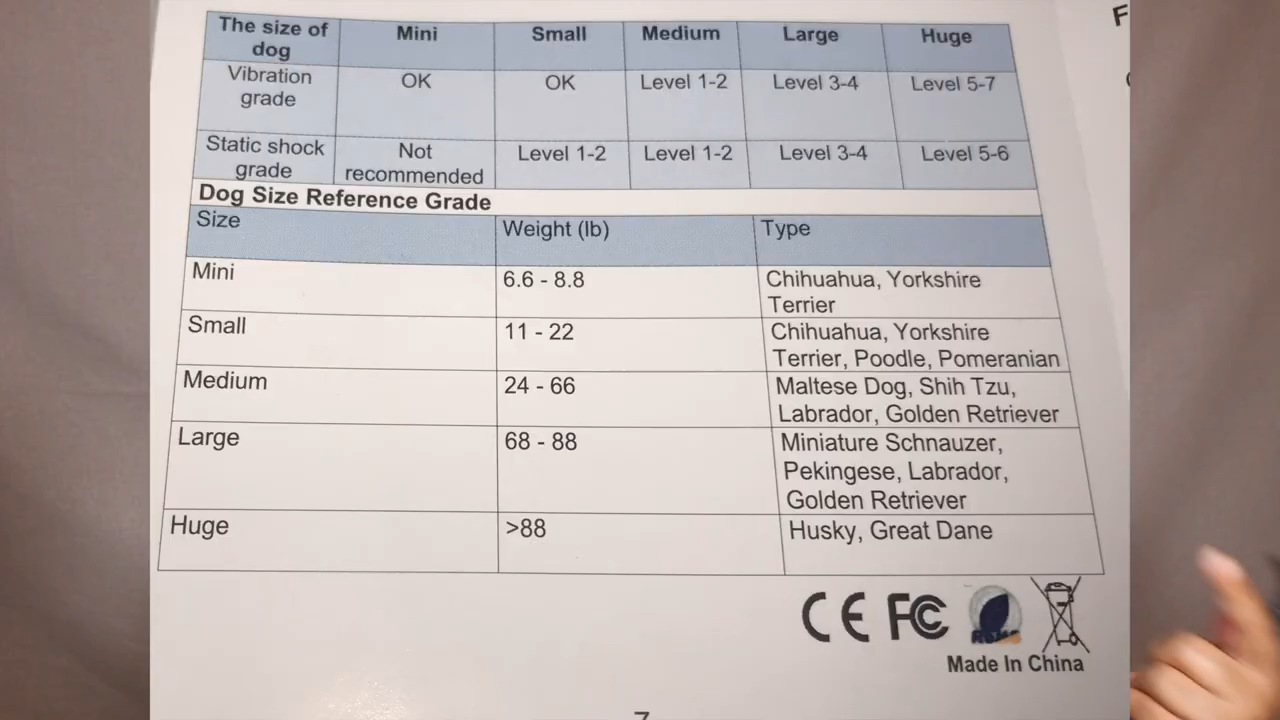 The size of dog Mini Small Medium Large Huge
Vibration grade OK OK Level 1-2 Level 3-4 Level 5-7
Static shock grade Not recommended Level 1-2 Level 1-2 Level 3-4 Level 5-6
Dog Size Reference Grade
Size Weight (lb) Type
Mini 6.6 - 8.8 Chihuahua, Yorkshire
Terrier
Small 11 - 22 Chihuahua, Yorkshire
Terrier, Poodle, Pomeranian
Medium 24 - 66 Maltese Dog, Shih Tzu,
Labrador, Golden Retriever
Large 68 - 88 Miniature Schnauzer,
Pekingese, Labrador,
Golden Retriever
Huge >88 Husky, Great Dane
CE FC
Made In China